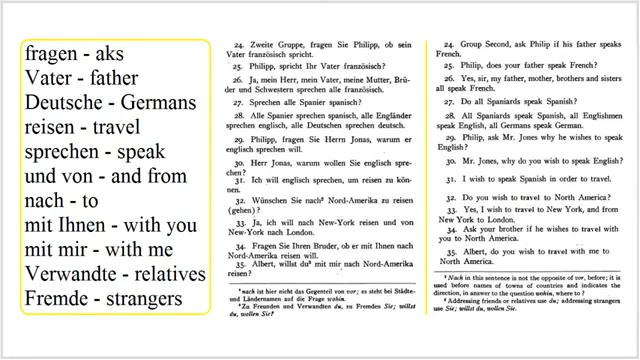 fragen - aks
Vater - father
Deutsche - Germans
reisen - travel
sprechen - speak
und von - and from
nach - to
mit Ihnen - with you
mit mir - with me
Verwandte - relatives
Fremde - strangers
24. Zweite Gruppe, fragen Sie Philipp, ob sein
Vater französisch spricht.
25. Philipp, spricht Ihr Vater französisch?
26. Ja, mein Herr, mein Vater, meine Mutter, Brü-
der und Schwestern sprechen alle französisch.
27. Sprechen alle Spanier spanisch?
28. Alle Spanier sprechen spanisch, alle Engländer
sprechen englisch, alle Deutschen sprechen deutsch.
29. Philipp, fragen Sie Herrn Jonas, warum er
englisch sprechen will.
30. Herr Jonas, warum wollen Sie englisch spre-
chen?
31. Ich will englisch sprechen, um reisen zu kön-
nen.
32. Wünschen Sie nach¹ Nord-Amerika zu reisen
(gehen)?
33. Ja, ich will nach New-York reisen und von
New-York nach London.
34. Fragen Sie Ihren Bruder, ob er mit Ihnen nach
Nord-Amerika reisen will.
35. Albert, willst du² mit mir nach Nord-Amerika
reisen?
¹ nach ist hier nicht das Gegenteil von vor; es steht bei Städte-
und Ländernamen auf die Frage wohin.
² Zu Freunden und Verwandten du, zu Fremden Sie; willst
du, wollen Sie?
24. Group Second, ask Philip if his father speaks
French.
25. Philip, does your father speak French?
26. Yes, sir, my father, mother, brothers and sisters
all speak French.
27. Do all Spaniards speak Spanish?
28. All Spaniards speak Spanish, all Englishmen
speak English, all Germans speak German.
29. Philip, ask Mr. Jones why he wishes to speak
English?
30. Mr. Jones, why do you wish to speak English?
31. I wish to speak Spanish in order to travel.
32. Do you wish to travel to North America?
33. Yes, I wish to travel to New York, and from
New York to London.
34. Ask your brother if he wishes to travel with
you to North America.
35. Albert, do you wish to travel with me to
North America.
¹ Nach in this sentence is not the opposite of vor, before; it is
used before names of towns of countries and indicates the
direction, in answer to the question wohin, where to ?
² Addressing friends or relatives use du; addressing strangers
use Sie; willst du, wollen Sie.